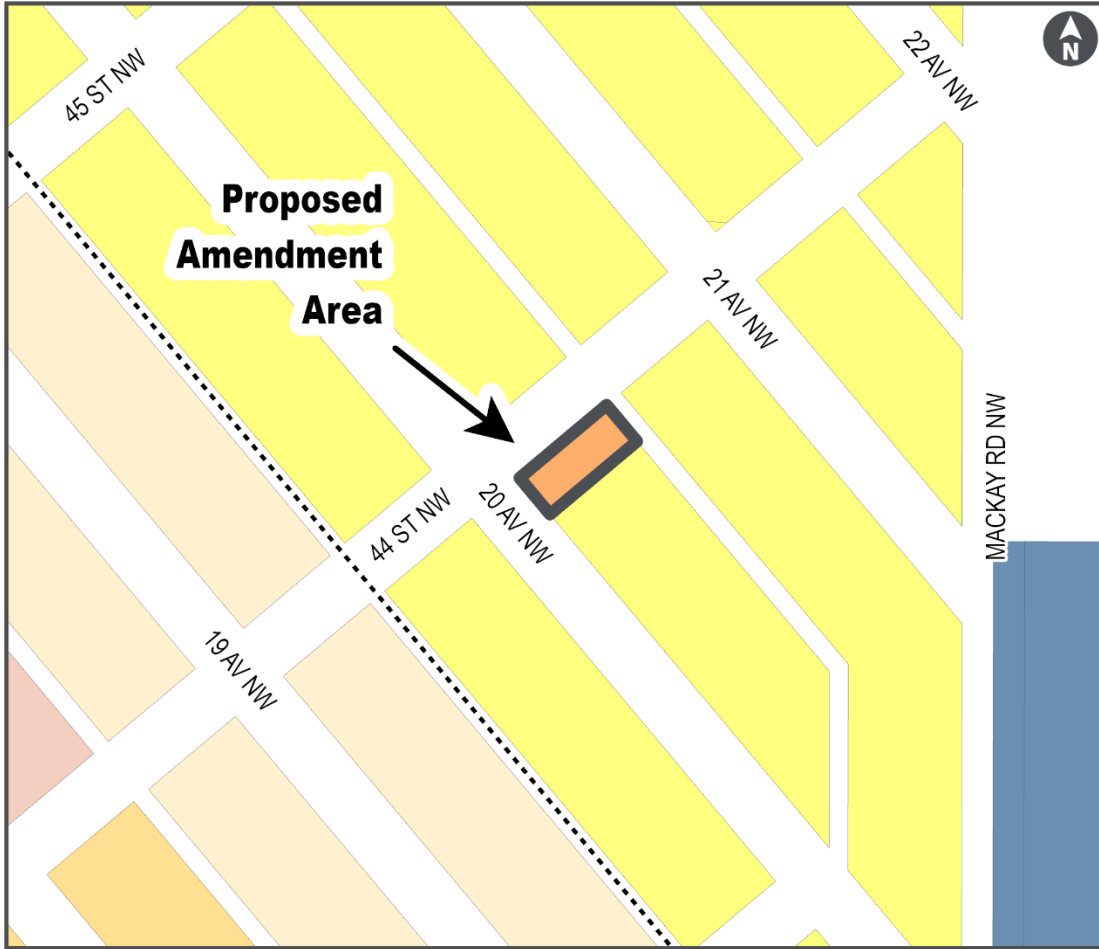 N
22 AV NW
45 ST NW
Proposed
Amendment
Area
21 AV NW
MACKAY RD NW
20 AV NW
44 ST NW
19 AV NW